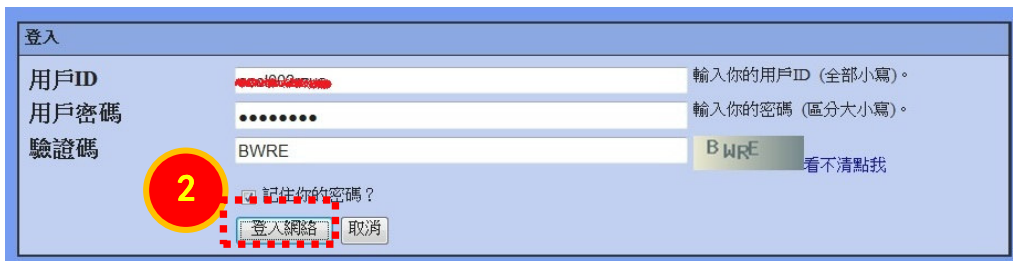 登入
用戶ID
輸入你的用戶ID (全部小寫)。
用戶密碼 ••••••••
輸入你的密碼 (區分大小寫)。
驗證碼 BWRE BWRE 看不清點我
2
記住你的密碼？
登入網絡 取消